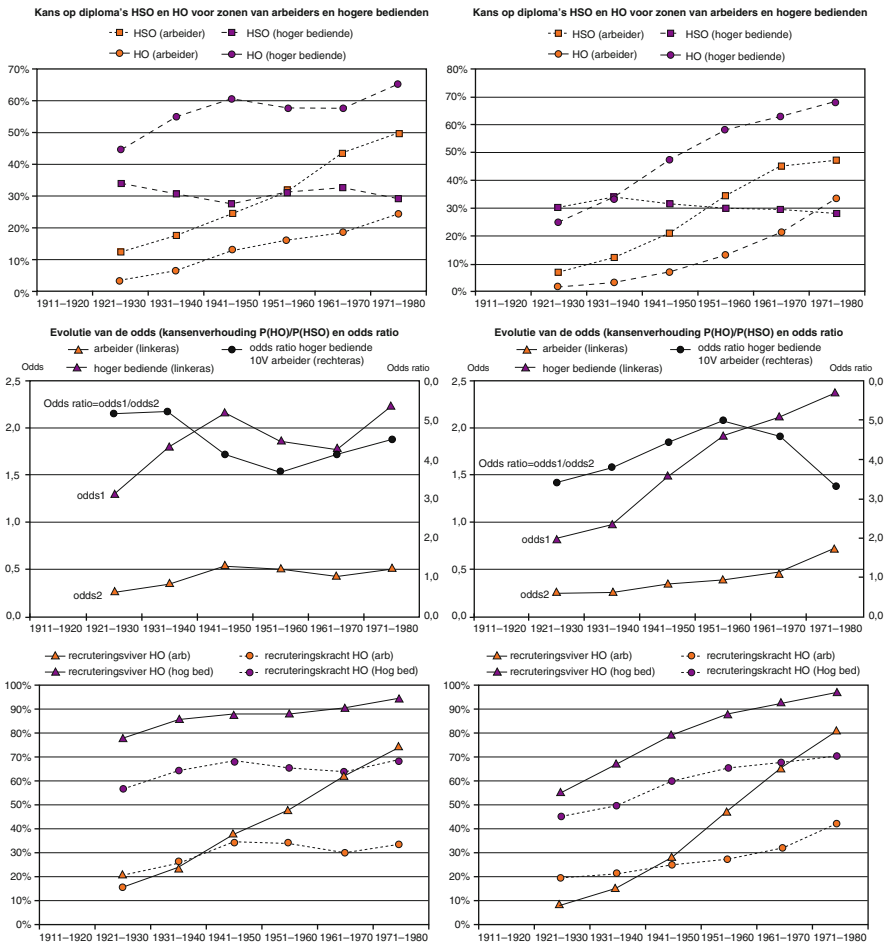 Kans op diploma's HSO en HO voor zonen van arbeiders en hogere bedienden
HSO (arbeider) HSO (hoger bediende)
HO (arbeider) HO (hoger bediende)
70%
60%
50%
40%
30%
20%
10%
0%
1911–1920 1921–1930 1931–1940 1941–1950 1951–1960 1961–1970 1971–1980
Kans op diploma's HSO en HO voor zonen van arbeiders en hogere bedienden
HSO (arbeider) HSO (hoger bediende)
HO (arbeider) HO (hoger bediende)
80%
70%
60%
50%
40%
30%
20%
10%
0%
1911–1920 1921–1930 1931–1940 1941–1950 1951–1960 1961–1970 1971–1980
Evolutie van de odds (kansenverhouding P(HO)/P(HSO) en odds ratio
arbeider (linkeras) odds ratio hoger bediende
10V arbeider (rechteras)
Odds hoger bediende (linkeras) Odds ratio
2,5 0,0
Odds ratio=odds1/odds2
5,0
2,0
4,0
1,5
odds1 3,0
1,0
2,0
0,5 1,0
odds2
0,0 0,0
1911–1920 1921–1930 1931–1940 1941–1950 1951–1960 1961–1970 1971–1980
Evolutie van de odds (kansenverhouding P(HO)/P(HSO) en odds ratio
arbeider (linkeras) odds ratio hoger bediende
10V arbeider (rechteras)
Odds hoger bediende (linkeras) Odds ratio
2,5 0,0
5,0
2,0
4,0
Odds ratio=odds1/odds2
1,5
3,0
1,0
2,0
odds1
0,5 1,0
odds2
0,0 0,0
1911–1920 1921–1930 1931–1940 1941–1950 1951–1960 1961–1970 1971–1980
recruteringsviver HO (arb) recruteringskracht HO (arb)
recruteringsviver HO (hog bed) recruteringskracht HO (Hog bed)
100%
90%
80%
70%
60%
50%
40%
30%
20%
10%
0%
1911–1920 1921–1930 1931–1940 1941–1950 1951–1960 1961–1970 1971–1980
recruteringsviver HO (arb) recruteringskracht HO (arb)
recruteringsviver HO (hog bed) recruteringskracht HO (Hog bed)
100%
90%
80%
70%
60%
50%
40%
30%
20%
10%
0%
1911–1920 1921–1930 1931–1940 1941–1950 1951–1960 1961–1970 1971–1980